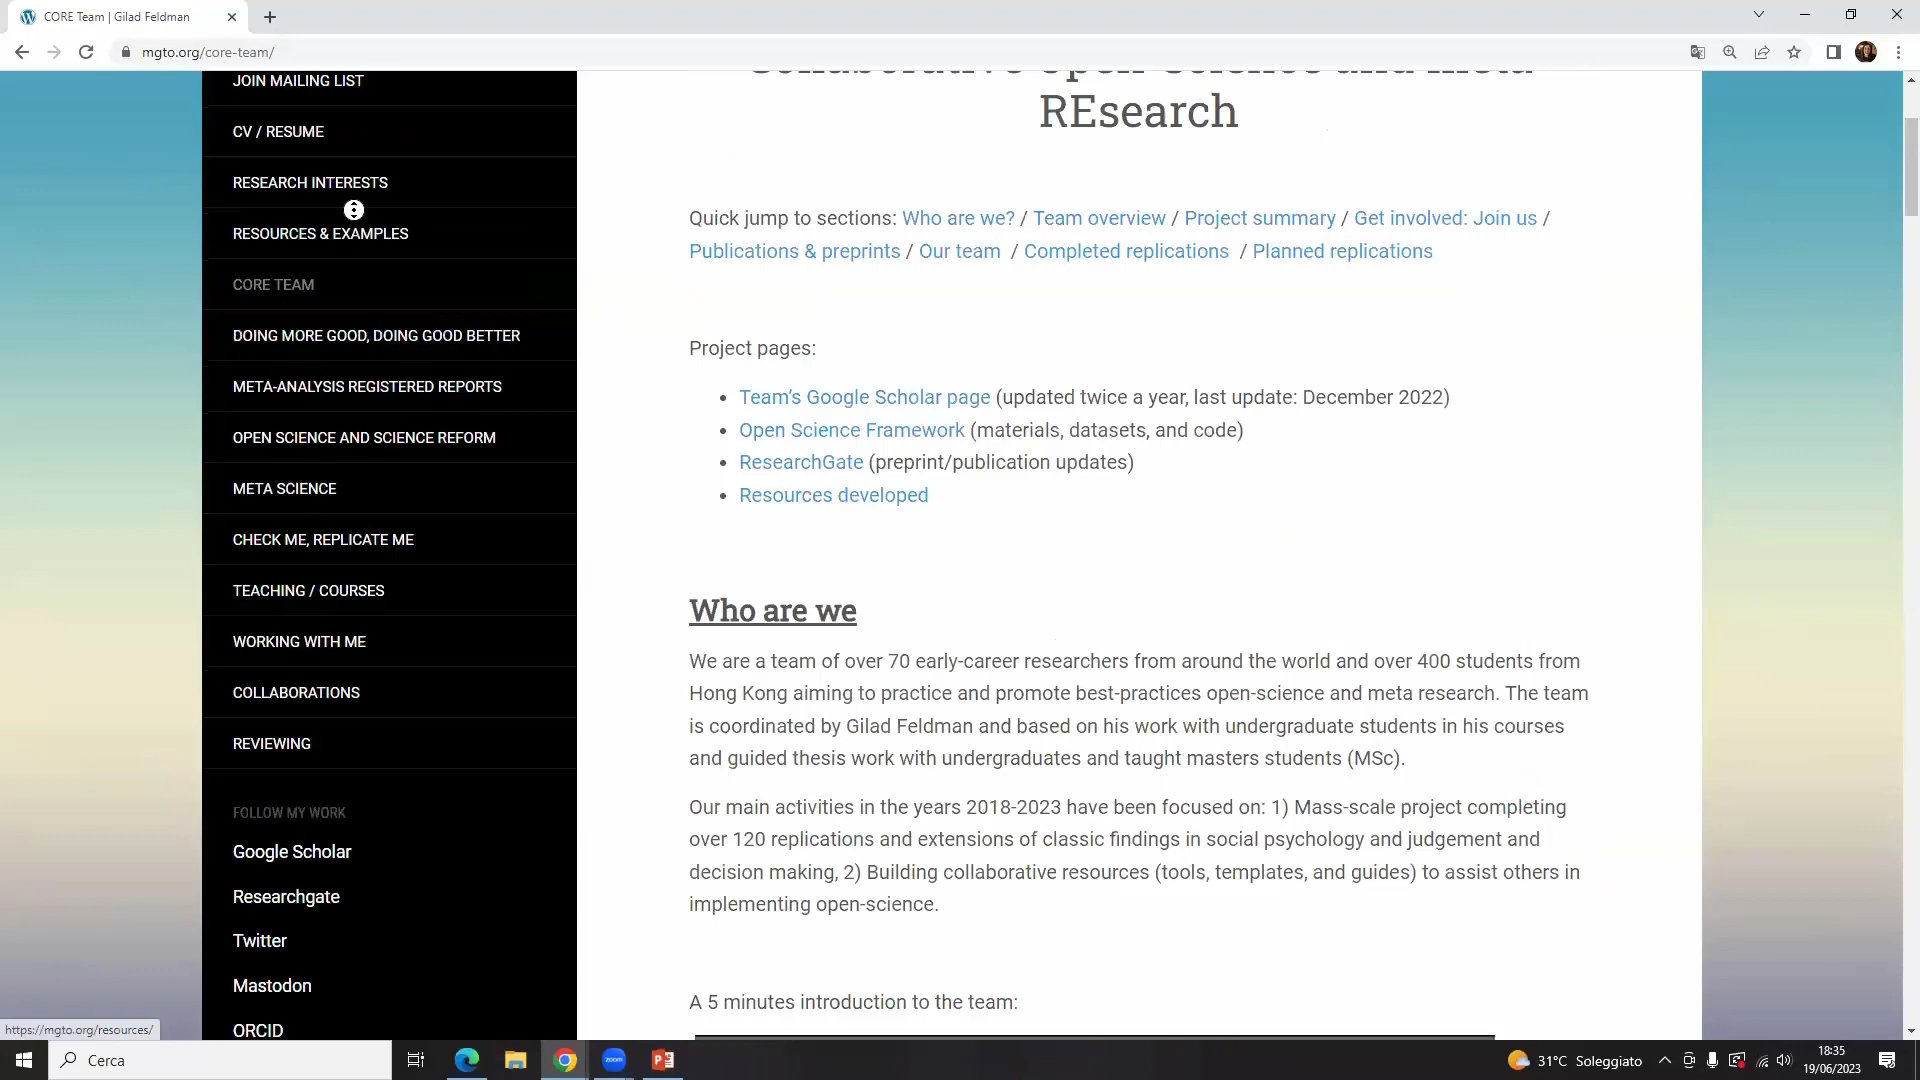 CORE Team | Gilad Feldman
mgto.org/core-team/
JOIN MAILING LIST
CV / RESUME
RESEARCH INTERESTS
RESOURCES & EXAMPLES
CORE TEAM
DOING MORE GOOD, DOING GOOD BETTER
META-ANALYSIS REGISTERED REPORTS
OPEN SCIENCE AND SCIENCE REFORM
META SCIENCE
CHECK ME, REPLICATE ME
TEACHING / COURSES
WORKING WITH ME
COLLABORATIONS
REVIEWING
FOLLOW MY WORK
Google Scholar
Researchgate
Twitter
Mastodon
ORCID
Collaborative Open-Science and meta
REsearch
Quick jump to sections: Who are we? / Team overview / Project summary / Get involved: Join us /
Publications & preprints / Our team / Completed replications / Planned replications
Project pages:
• Team's Google Scholar page (updated twice a year, last update: December 2022)
• Open Science Framework (materials, datasets, and code)
• ResearchGate (preprint/publication updates)
• Resources developed
Who are we
We are a team of over 70 early-career researchers from around the world and over 400 students from
Hong Kong aiming to practice and promote best-practices open-science and meta research. The team
is coordinated by Gilad Feldman and based on his work with undergraduate students in his courses
and guided thesis work with undergraduates and taught masters students (MSc).
Our main activities in the years 2018-2023 have been focused on: 1) Mass-scale project completing
over 120 replications and extensions of classic findings in social psychology and judgement and
decision making, 2) Building collaborative resources (tools, templates, and guides) to assist others in
implementing open-science.
A 5 minutes introduction to the team:
https://mgto.org/resources/
Cerca
zoom
31°C Soleggiato
18:35
19/06/2023